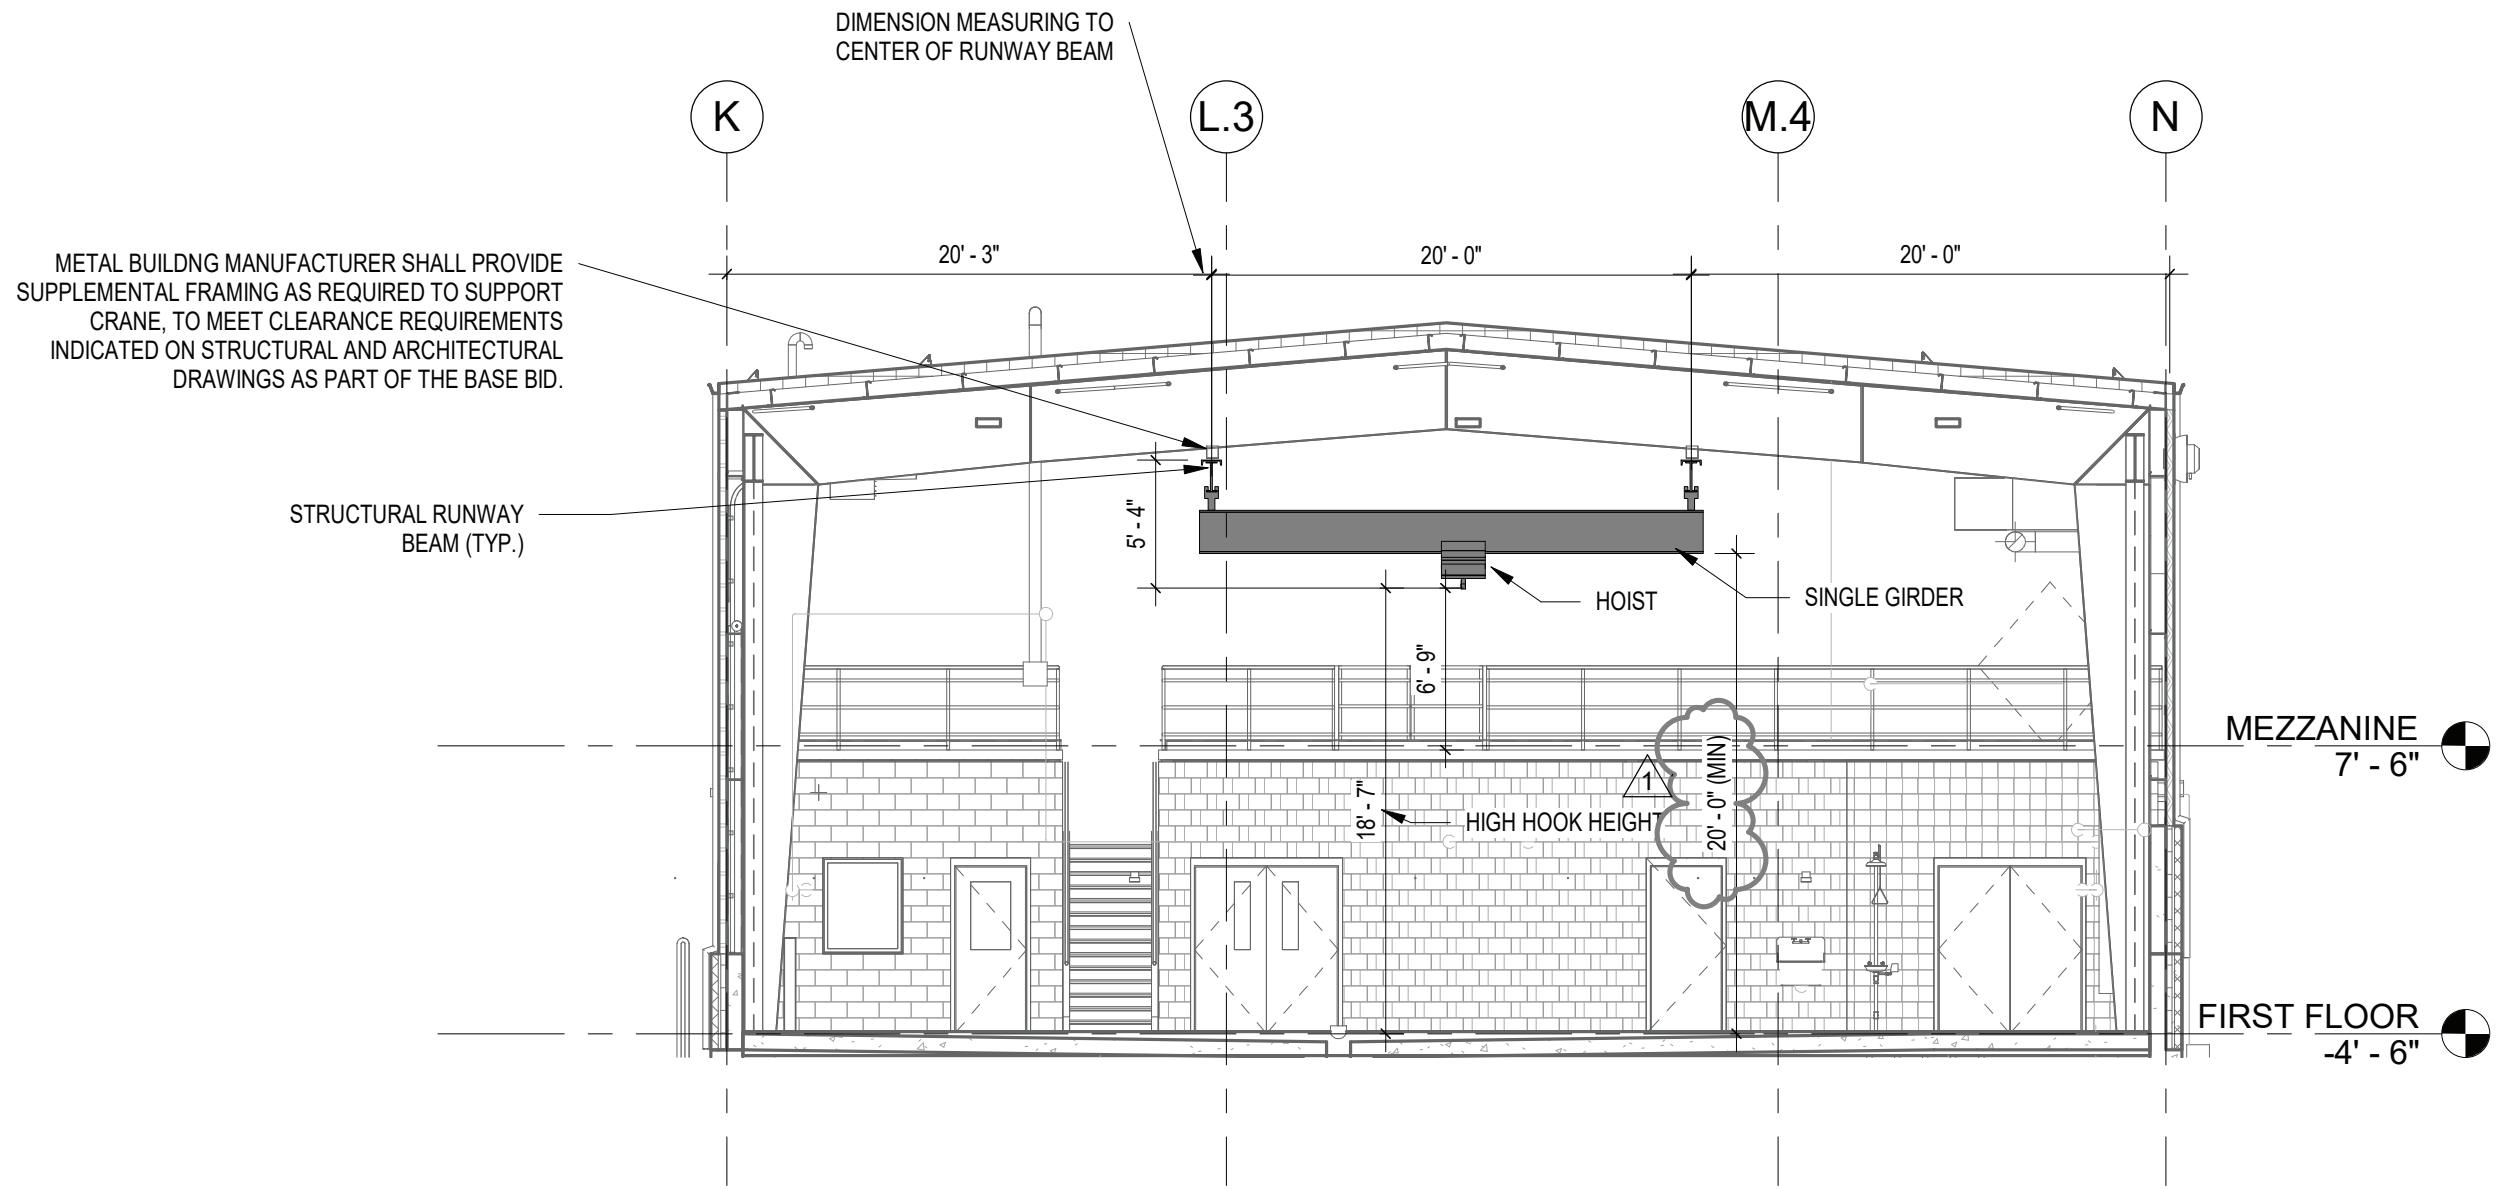 DIMENSION MEASURING TO
CENTER OF RUNWAY BEAM
K
L.3
M.4
N
20' - 3"
20' - 0"
20' - 0"
METAL BUILDNG MANUFACTURER SHALL PROVIDE
SUPPLEMENTAL FRAMING AS REQUIRED TO SUPPORT
CRANE, TO MEET CLEARANCE REQUIREMENTS
INDICATED ON STRUCTURAL AND ARCHITECTURAL
DRAWINGS AS PART OF THE BASE BID.
STRUCTURAL RUNWAY
BEAM (TYP.)
5' - 4"
HOIST
SINGLE GIRDER
6' - 9"
MEZZANINE
7' - 6"
1
20' - 0" (MIN)
18' - 7"
HIGH HOOK HEIGHT
FIRST FLOOR
-4' - 6"